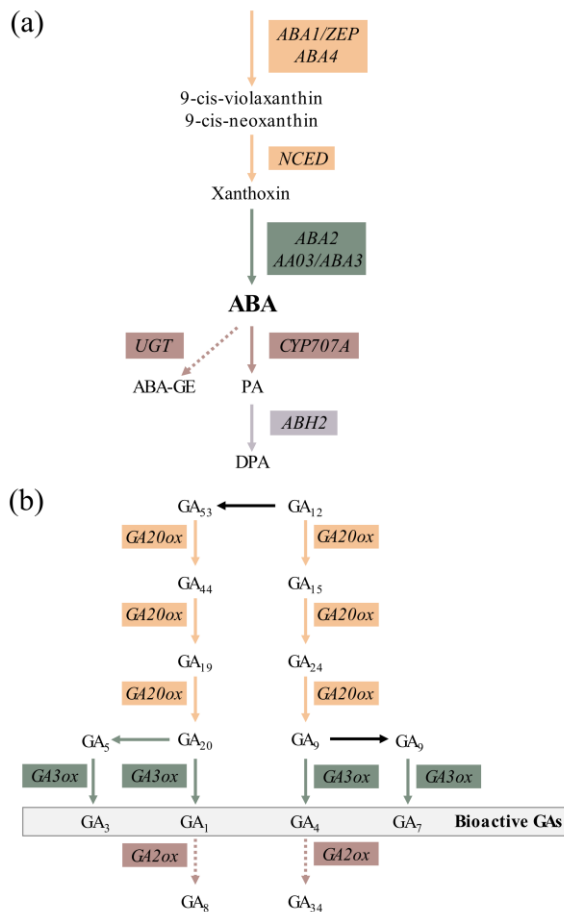 (a)
ABA1/ZEP
ABA4
9-cis-violaxanthin
9-cis-neoxanthin
NCED
Xanthoxin
ABA2
AA03/ABA3
ABA
UGT
CYP707A
ABA-GE
PA
ABH2
DPA
(b)
GA53
GA12
GA20ox
GA20ox
GA44
GA15
GA20ox
GA20ox
GA19
GA24
GA20ox
GA20ox
GA5
GA20
GA9
GA9
GA3ox
GA3ox
GA3ox
GA3ox
GA3
GA1
GA4
GA7
Bioactive GAs
GA2ox
GA2ox
GA8
GA34